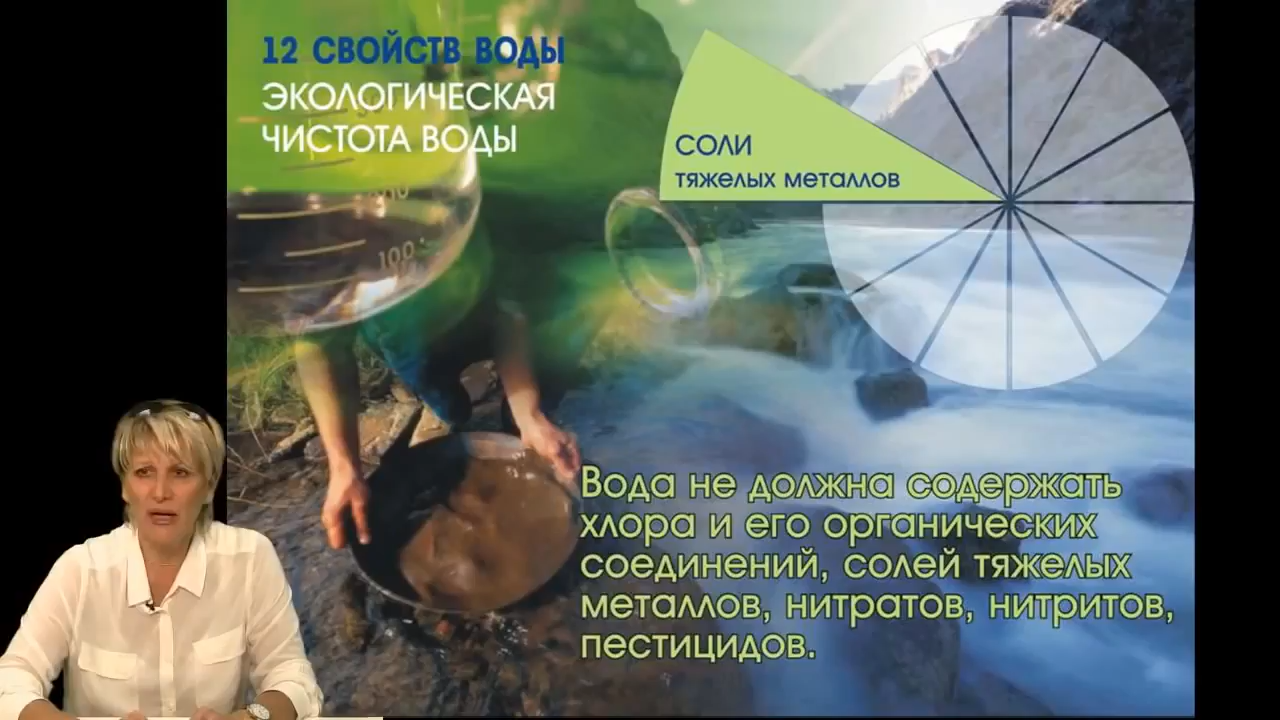 12 СВОЙСТВ ВОДЫ
ЭКОЛОГИЧЕСКАЯ
ЧИСТОТА ВОДЫ
СОЛИ
тяжелых металлов
100
Вода не должна содержать
хлора и его органических
соединений, солей тяжелых
металлов, нитратов, нитритов,
пестицидов.